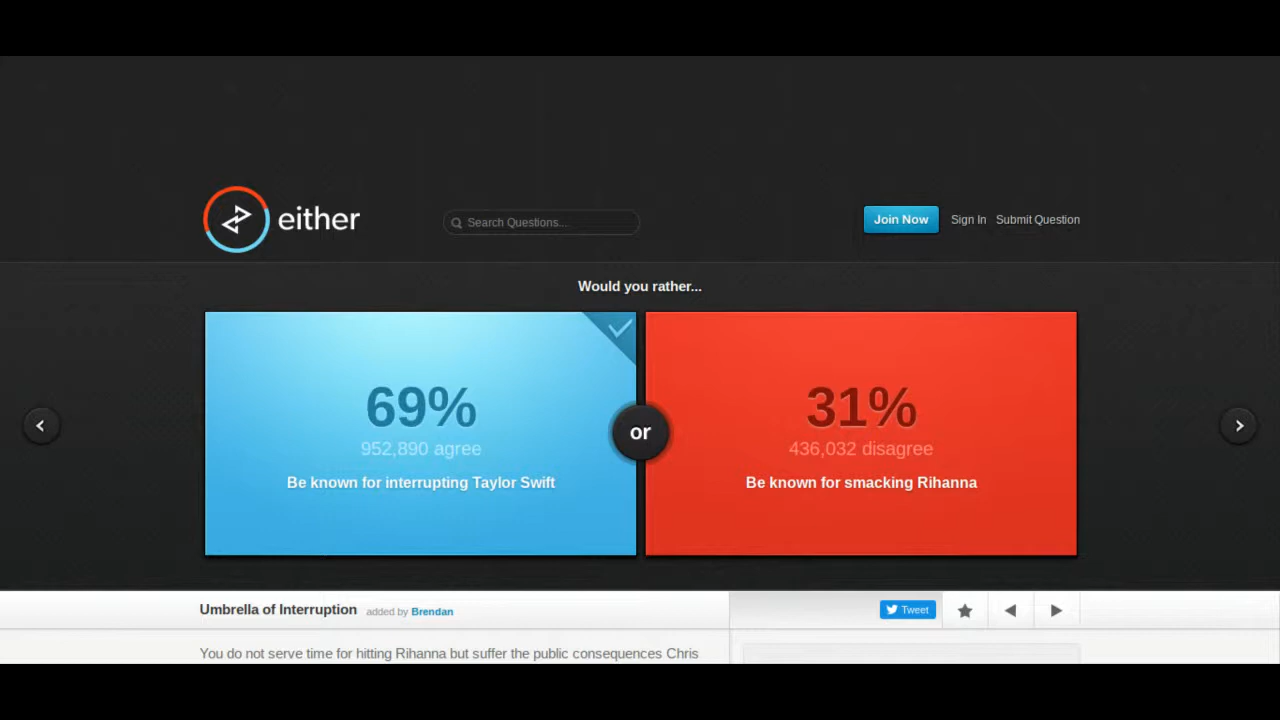 either
Search Questions...
Join Now Sign In Submit Question
Would you rather...
69%
952,890 agree
Be known for interrupting Taylor Swift
or
31%
436,032 disagree
Be known for smacking Rihanna
Umbrella of Interruption added by Brendan
Tweet
You do not serve time for hitting Rihanna but suffer the public consequences Chris